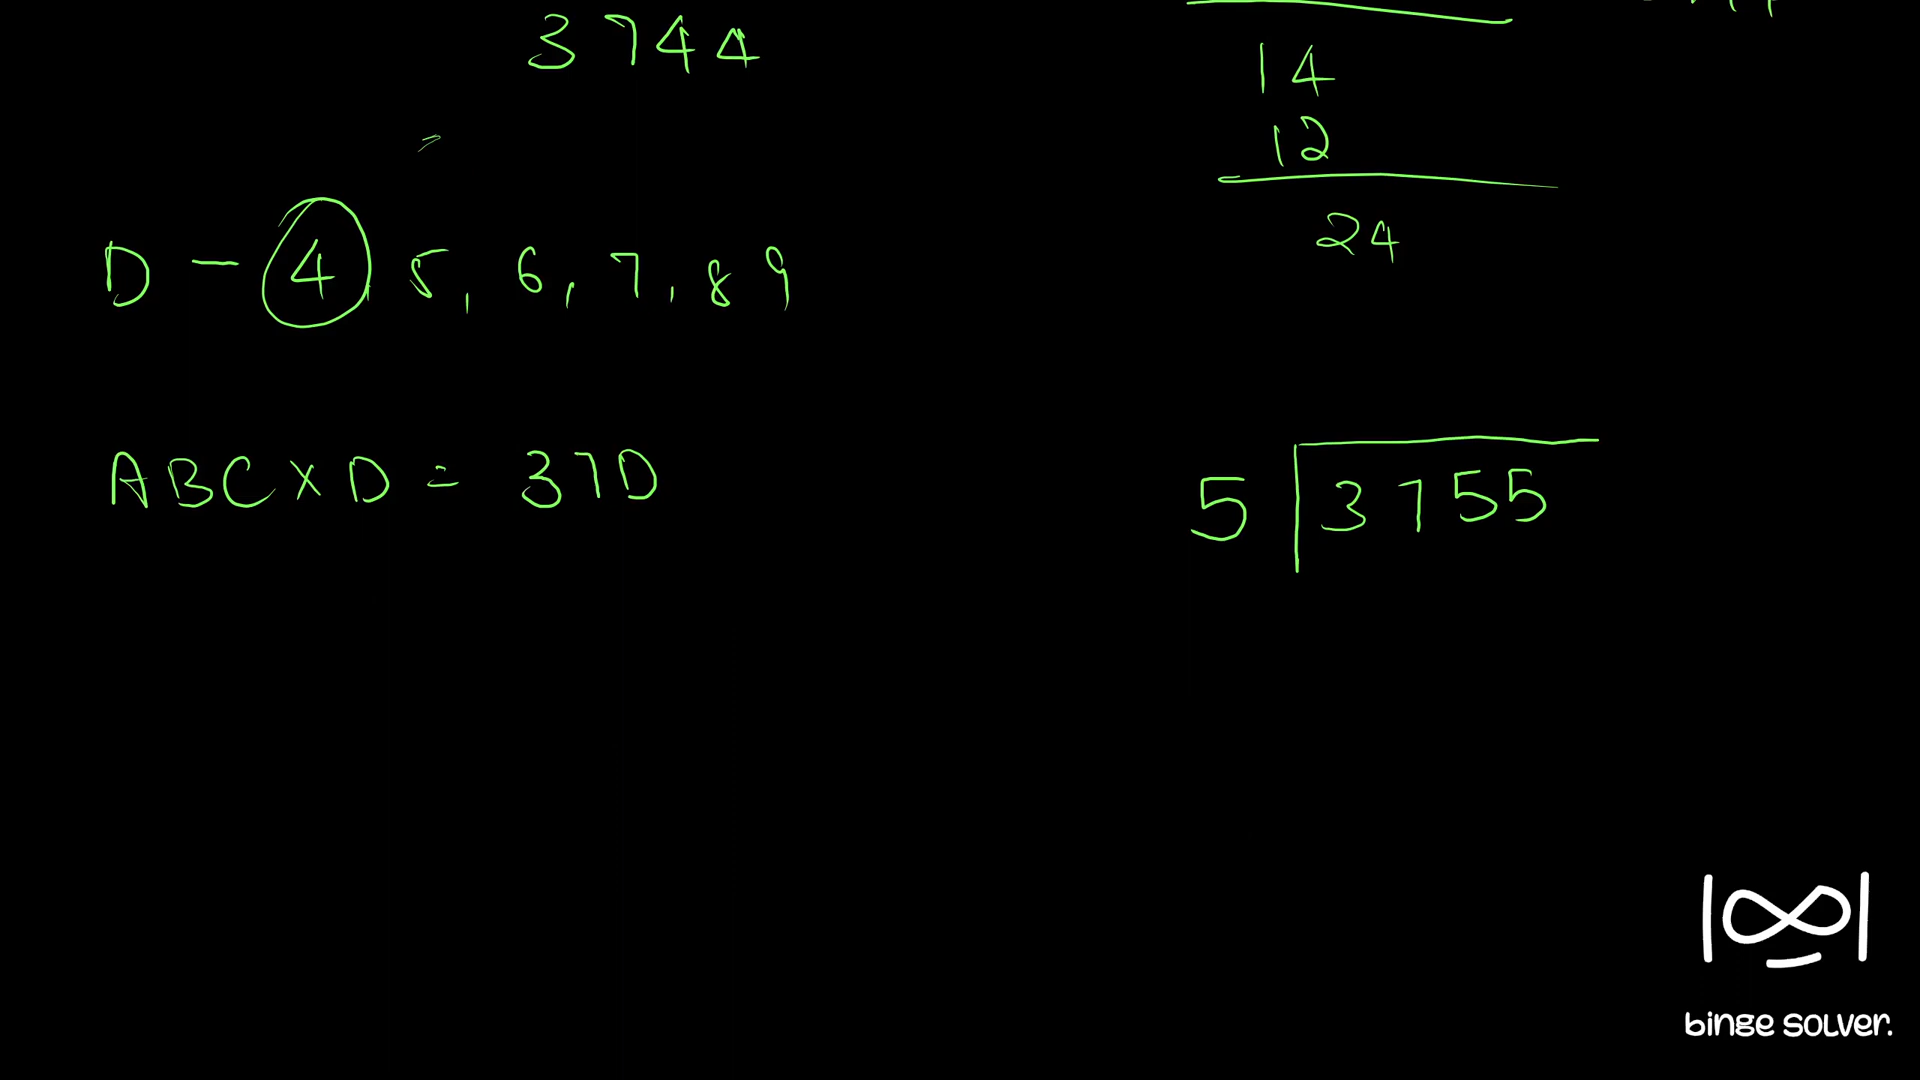 3744
14
12
24
D - 4 5, 6, 7, 8 9
ABC x D = 37D
5 3755
binge solver.